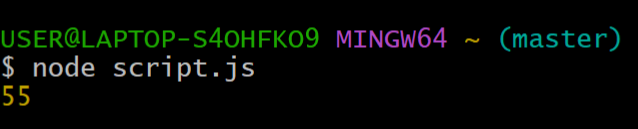 USER@LAPTOP-S4OHFKO9 MINGW64 ~ (master)
$ node script.js
55